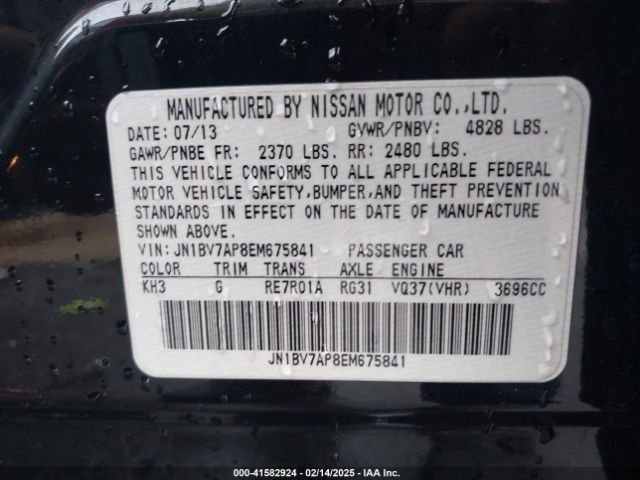 MANUFACTURED BY NISSAN MOTOR CO.,LTD.
DATE: 07/13 GVWR/PNBV: 4828 LBS.
GAWR/PNBE FR: 2370 LBS. RR: 2480 LBS.
THIS VEHICLE CONFORMS TO ALL APPLICABLE FEDERAL
MOTOR VEHICLE SAFETY,BUMPER,AND THEFT PREVENTION
STANDARDS IN EFFECT ON THE DATE OF MANUFACTURE
SHOWN ABOVE.
VIN: JN1BV7AP8EM675841 PASSENGER CAR
COLOR TRIM TRANS AXLE ENGINE
KH3 G RE7R01A RG31 VQ37(VHR) 3696CC
JN1BV7AP8EM675841
000-41582924 - 02/14/2025 - IAA Inc.